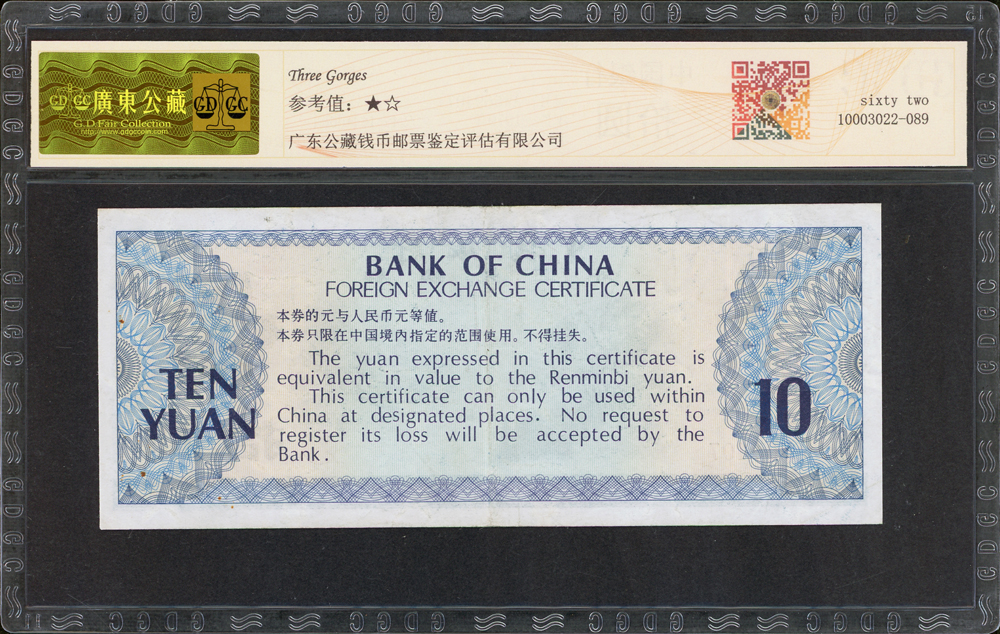 GD GC 廣東公藏
G.D Fair Collection
http://www.gdgccoin.com
GD GC
Three Gorges
参考值：★☆
广东公藏钱币邮票鉴定评估有限公司
sixty two
10003022-089
BANK OF CHINA
FOREIGN EXCHANGE CERTIFICATE
本券的元与人民币元等值。
本券只限在中国境内指定的范围使用。不得挂失。
The yuan expressed in this certificate is
equivalent in value to the Renminbi yuan.
This certificate can only be used within
China at designated places. No request to
register its loss will be accepted by the
Bank.
TEN
YUAN
10